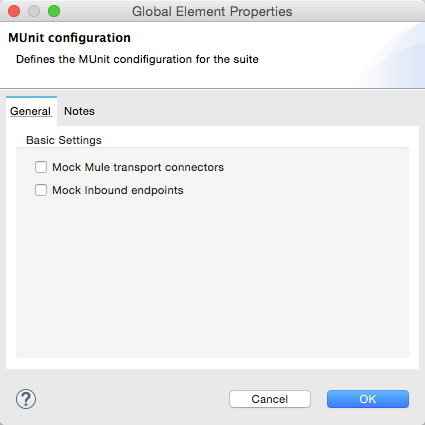 Global Element Properties
MUnit configuration
Defines the MUnit condifiguration for the suite
General Notes
Basic Settings
Mock Mule transport connectors
Mock Inbound endpoints
? Cancel OK